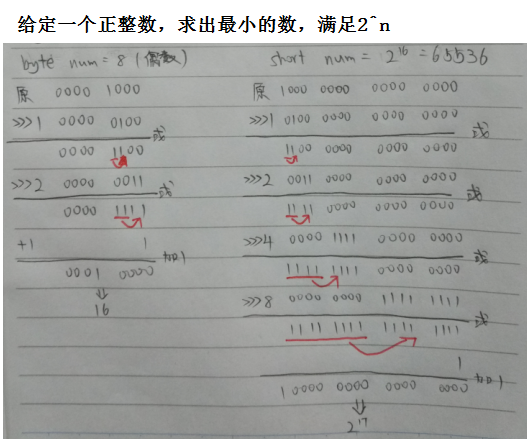 给定一个正整数，求出最小的数，满足2^n
byte num = 8 (偶数)
原 0000 1000
>>>1 0000 0100 或
0000 1100
>>>2 0000 0011 或
0000 1111
+1 1 加1
0001 0000
16
short num = 2^16 = 65536
原 1000 0000 0000 0000
>>>1 0100 0000 0000 0000 或
1100 0000 0000 0000
>>>2 0011 0000 0000 0000 或
1111 0000 0000 0000
>>>4 0000 1111 0000 0000 或
1111 1111 0000 0000
>>>8 0000 0000 1111 1111 或
1111 1111 1111 1111
1 加1
1 0000 0000 0000 0000
2^17